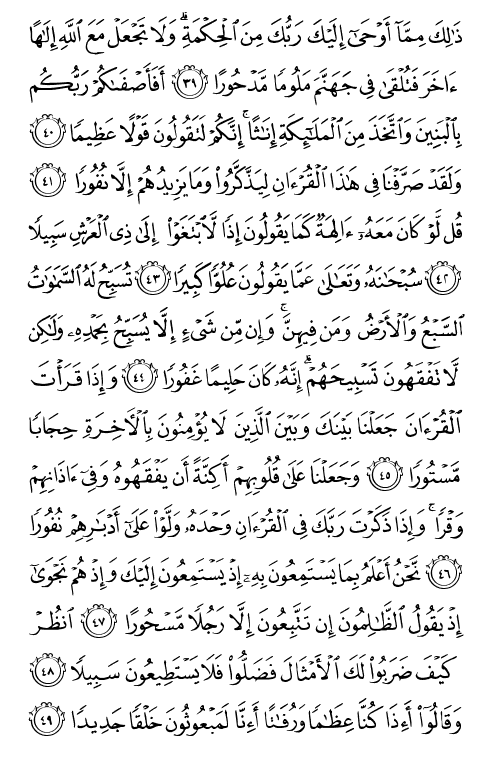 ذَٰلِكَ مِمَّآ أَوۡحَىٰٓ إِلَيۡكَ رَبُّكَ مِنَ ٱلۡحِكۡمَةِۗ وَلَا تَجۡعَلۡ مَعَ ٱللَّهِ إِلَٰهًا
ءَاخَرَ فَتُلۡقَىٰ فِي جَهَنَّمَ مَلُومٗا مَّدۡحُورًا ٣٩ أَفَأَصۡفَىٰكُمۡ رَبُّكُم
بِٱلۡبَنِينَ وَٱتَّخَذَ مِنَ ٱلۡمَلَٰٓئِكَةِ إِنَٰثًاۚ إِنَّكُمۡ لَتَقُولُونَ قَوۡلًا عَظِيمٗا ٤٠
وَلَقَدۡ صَرَّفۡنَا فِي هَٰذَا ٱلۡقُرۡءَانِ لِيَذَّكَّرُواْ وَمَا يَزِيدُهُمۡ إِلَّا نُفُورٗا ٤١
قُل لَّوۡ كَانَ مَعَهُۥٓ ءَالِهَةٞ كَمَا يَقُولُونَ إِذٗا لَّٱبۡتَغَوۡاْ إِلَىٰ ذِي ٱلۡعَرۡشِ سَبِيلٗا
٤٢ سُبۡحَٰنَهُۥ وَتَعَٰلَىٰ عَمَّا يَقُولُونَ عُلُوّٗا كَبِيرٗا ٤٣ تُسَبِّحُ لَهُ ٱلسَّمَٰوَٰتُ
ٱلسَّبۡعُ وَٱلۡأَرۡضُ وَمَن فِيهِنَّۚ وَإِن مِّن شَيۡءٍ إِلَّا يُسَبِّحُ بِحَمۡدِهِۦ وَلَٰكِن
لَّا تَفۡقَهُونَ تَسۡبِيحَهُمۡۚ إِنَّهُۥ كَانَ حَلِيمًا غَفُورٗا ٤٤ وَإِذَا قَرَأۡتَ
ٱلۡقُرۡءَانَ جَعَلۡنَا بَيۡنَكَ وَبَيۡنَ ٱلَّذِينَ لَا يُؤۡمِنُونَ بِٱلۡأٓخِرَةِ حِجَابٗا
مَّسۡتُورٗا ٤٥ وَجَعَلۡنَا عَلَىٰ قُلُوبِهِمۡ أَكِنَّةً أَن يَفۡقَهُوهُ وَفِيٓ ءَاذَانِهِمۡ
وَقۡرٗاۚ وَإِذَا ذَكَرۡتَ رَبَّكَ فِي ٱلۡقُرۡءَانِ وَحۡدَهُۥ وَلَّوۡاْ عَلَىٰٓ أَدۡبَٰرِهِمۡ نُفُورٗا
٤٦ نَّحۡنُ أَعۡلَمُ بِمَا يَسۡتَمِعُونَ بِهِۦٓ إِذۡ يَسۡتَمِعُونَ إِلَيۡكَ وَإِذۡ هُمۡ نَجۡوَىٰٓ
إِذۡ يَقُولُ ٱلظَّٰلِمُونَ إِن تَتَّبِعُونَ إِلَّا رَجُلٗا مَّسۡحُورًا ٤٧ ٱنظُرۡ
كَيۡفَ ضَرَبُواْ لَكَ ٱلۡأَمۡثَالَ فَضَلُّواْ فَلَا يَسۡتَطِيعُونَ سَبِيلٗا ٤٨
وَقَالُوٓاْ أَءِذَا كُنَّا عِظَٰمٗا وَرُفَٰتًا أَءِنَّا لَمَبۡعُوثُونَ خَلۡقٗا جَدِيدٗا ٤٩